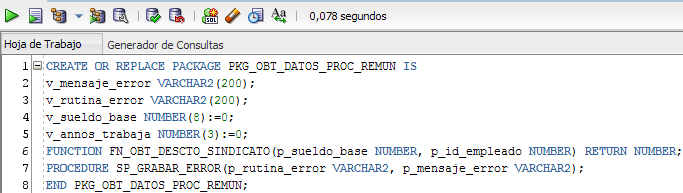 0,078 segundos
Hoja de Trabajo Generador de Consultas
1 CREATE OR REPLACE PACKAGE PKG_OBT_DATOS_PROC_REMUN IS
2 v_mensaje_error VARCHAR2(200);
3 v_rutina_error VARCHAR2(200);
4 v_sueldo_base NUMBER(8):=0;
5 v_annos_trabaja NUMBER(3):=0;
6 FUNCTION FN_OBT_DESCTO_SINDICATO(p_sueldo_base NUMBER, p_id_empleado NUMBER) RETURN NUMBER;
7 PROCEDURE SP_GRABAR_ERROR(p_rutina_error VARCHAR2, p_mensaje_error VARCHAR2);
8 END PKG_OBT_DATOS_PROC_REMUN;